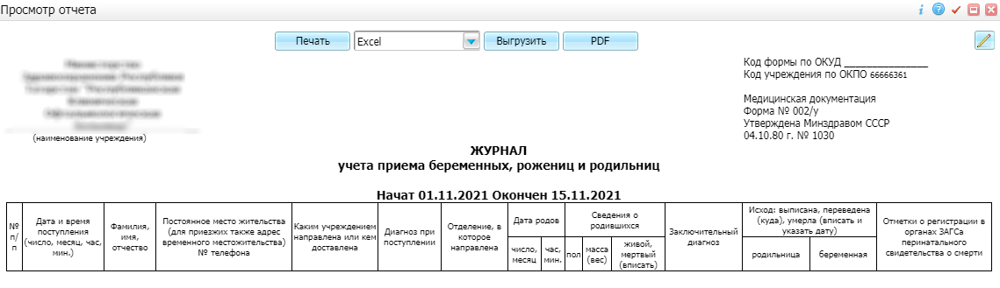 Просмотр отчета
Печать Excel Выгрузить PDF
Код формы по ОКУД
Код учреждения по ОКПО 66666361
Медицинская документация
Форма № 002/у
Утверждена Минздравом СССР
04.10.80 г. № 1030
(наименование учреждения)
ЖУРНАЛ
учета приема беременных, рожениц и родильниц
Начат 01.11.2021 Окончен 15.11.2021
№
п/
п
Дата и время
поступления
(число, месяц, час,
мин.)
Фамилия,
имя,
отчество
Постоянное место жительства
(для приезжих также адрес
временного местожительства)
№ телефона
Каким учреждением
направлена или кем
доставлена
Диагноз при
поступлении
Отделение, в
которое
направлена
Дата родов
число,
месяц
час,
мин.
Сведения о
родившихся
пол
масса
(вес)
живой,
мертвый
(вписать)
Заключительный
диагноз
Исход: выписана, переведена
(куда), умерла (вписать и
указать дату)
родильница
беременная
Отметки о регистрации в
органах ЗАГСа
перинатального
свидетельства о смерти